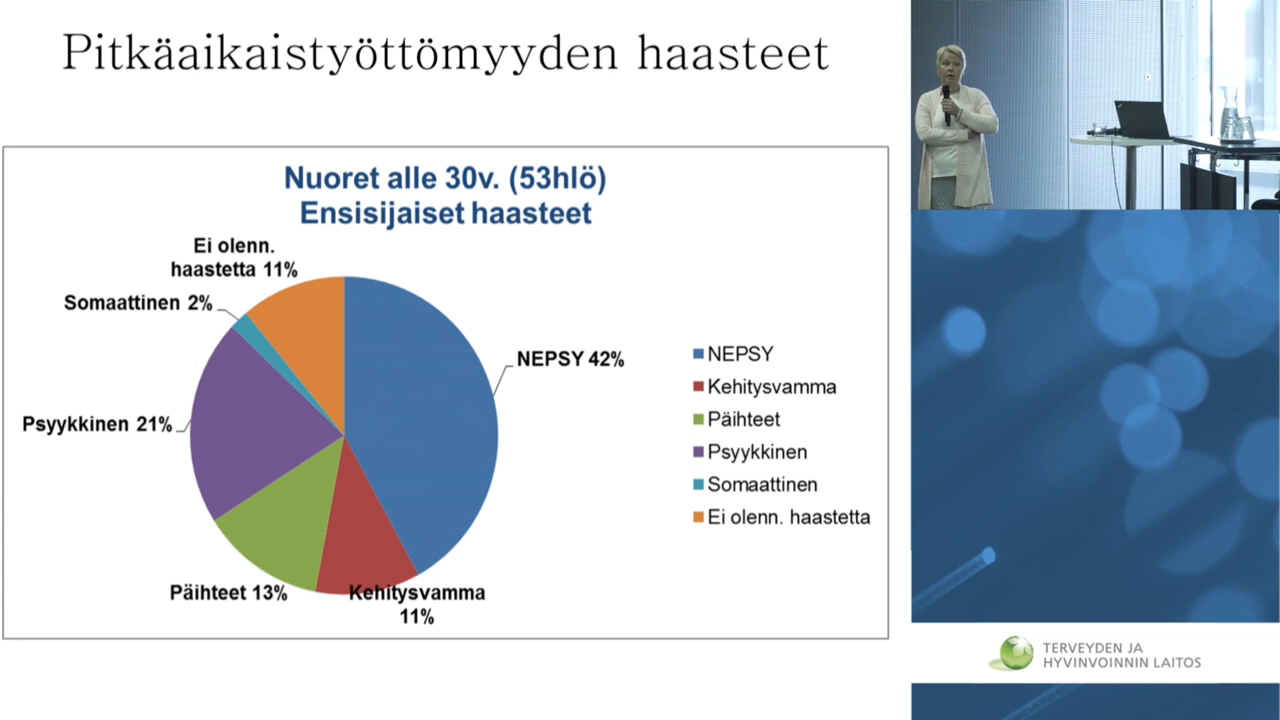 Pitkäaikaistyöttömyyden haasteet
Nuoret alle 30v. (53hlö)
Ensisijaiset haasteet
Ei olenn.
haastetta 11%
Somaattinen 2%
NEPSY 42%
Psyykkinen 21%
Päihteet 13%
Kehitysvamma
11%
NEPSY
Kehitysvamma
Päihteet
Psyykkinen
Somaattinen
Ei olenn. haastetta
TERVEYDEN JA
HYVINVOINNIN LAITOS